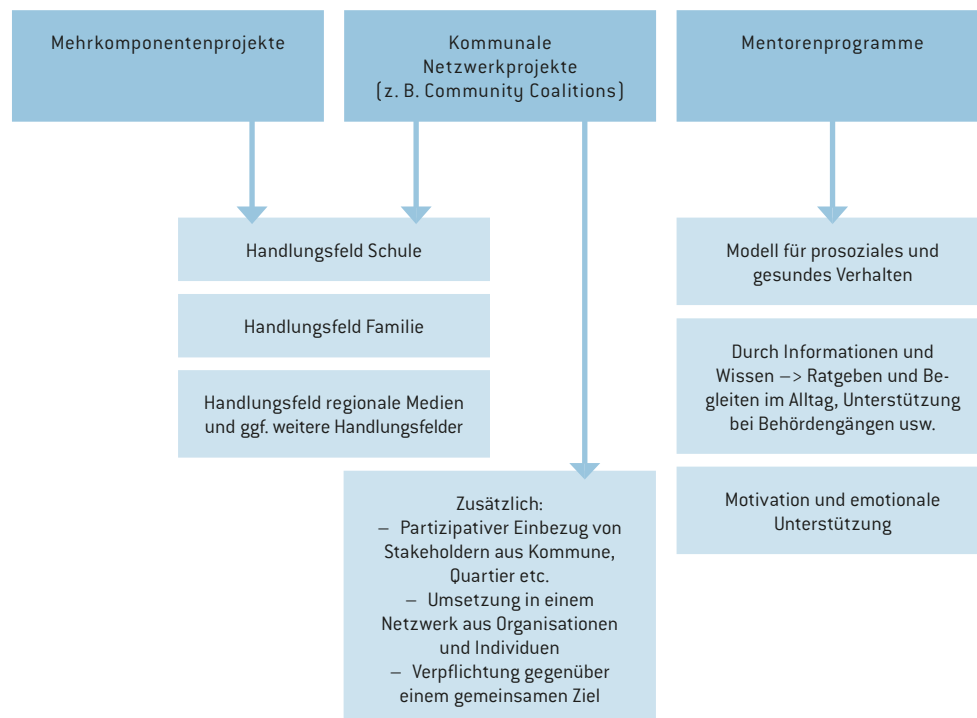 Mehrkomponentenprojekte
Kommunale
Netzwerkprojekte
(z. B. Community Coalitions)
Mentorenprogramme
Handlungsfeld Schule
Handlungsfeld Familie
Handlungsfeld regionale Medien
und ggf. weitere Handlungsfelder
Zusätzlich:
– Partizipativer Einbezug von
Stakeholdern aus Kommune,
Quartier etc.
– Umsetzung in einem
Netzwerk aus Organisationen
und Individuen
– Verpflichtung gegenüber
einem gemeinsamen Ziel
Modell für prosoziales und
gesundes Verhalten
Durch Informationen und
Wissen –> Ratgeben und Be-
gleiten im Alltag, Unterstützung
bei Behördengängen usw.
Motivation und emotionale
Unterstützung